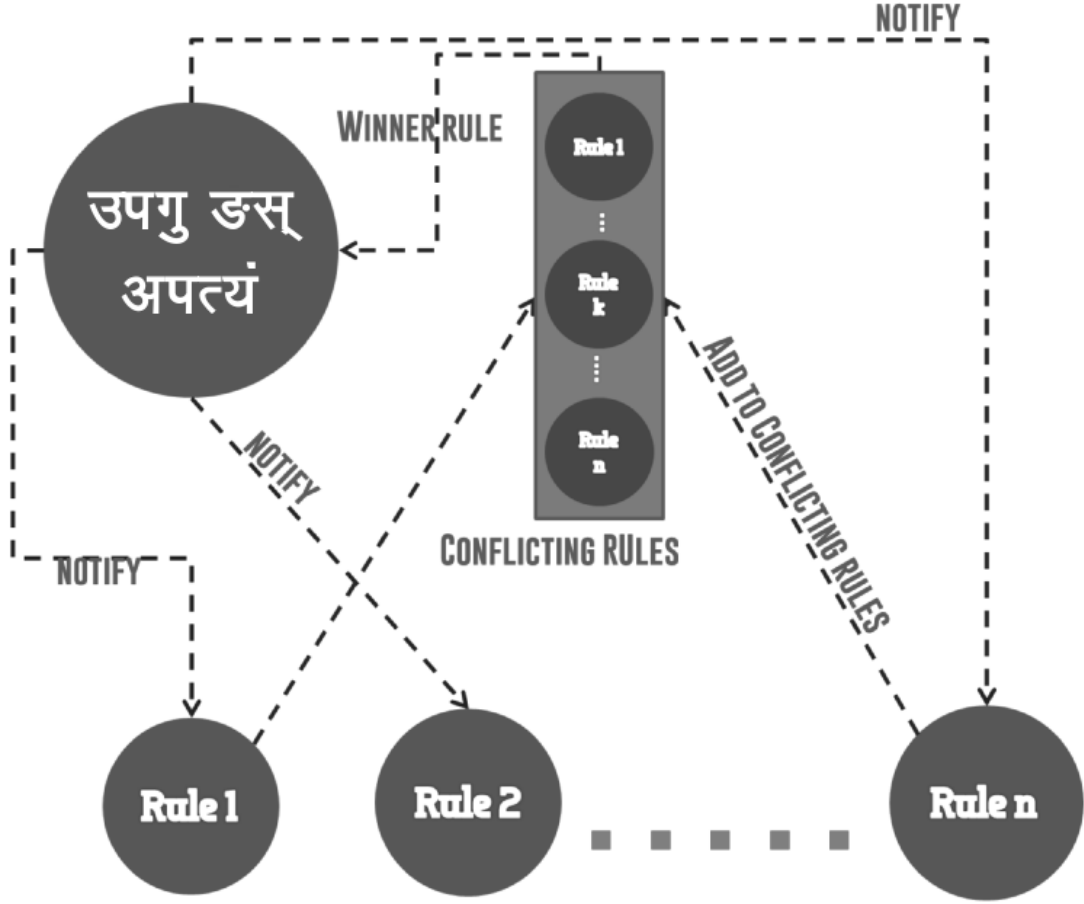 NOTIFY
WINNER RULE
Rule 1
उपगु ङस्
अपत्यं
Rule
k
ADD TO CONFLICTING RULES
Rule
n
NOTIFY
CONFLICTING RULES
NOTIFY
Rule 1
Rule 2
Rule n